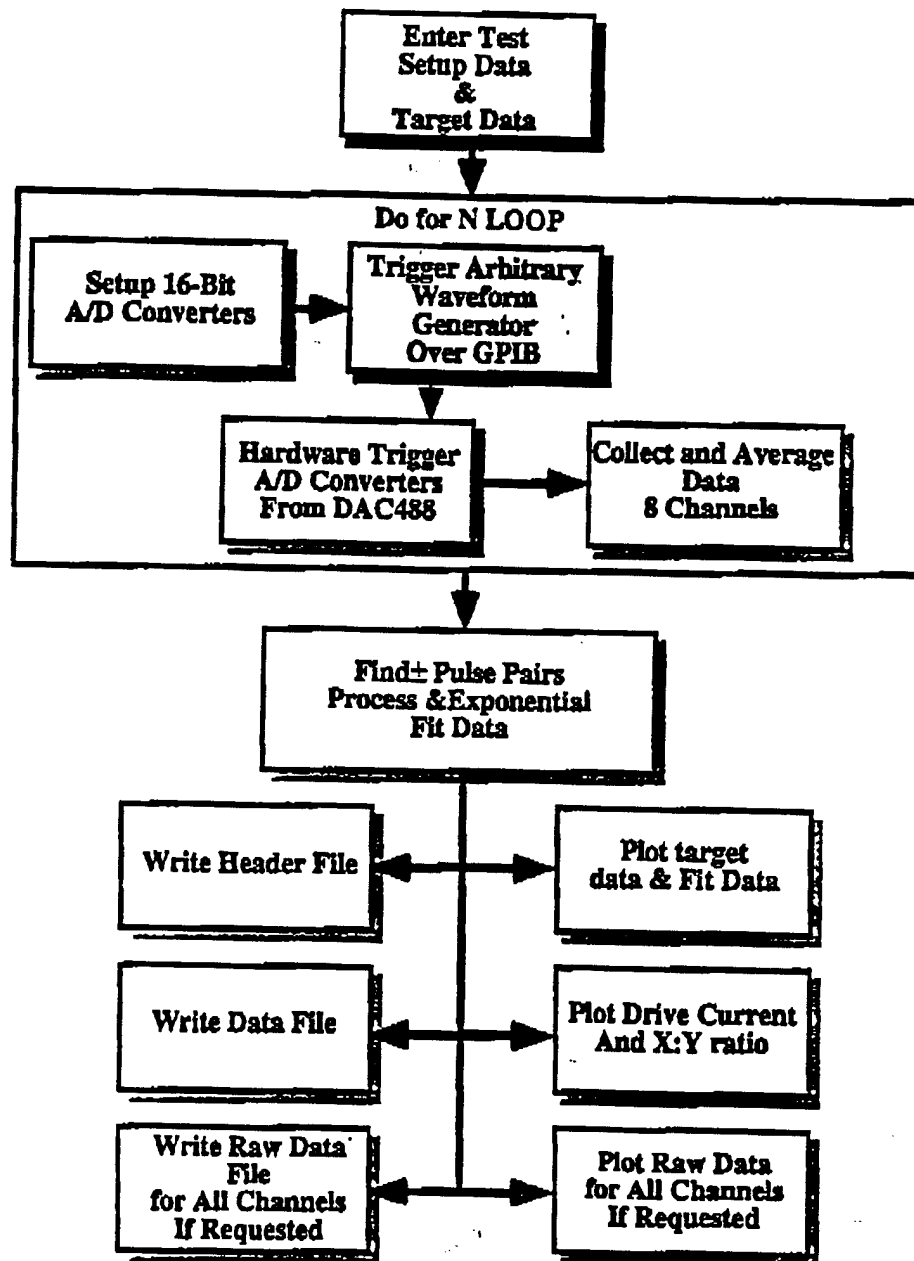 Enter Test
Setup Data
&
Target Data
Do for N LOOP
Setup 16-Bit
A/D Converters
Trigger Arbitrary
Waveform
Generator
Over GPIB
Hardware Trigger
A/D Converters
From DAC488
Collect and Average
Data
8 Channels
Find± Pulse Pairs
Process &Exponential
Fit Data
Write Header File
Plot target
data & Fit Data
Write Data File
Plot Drive Current
And X:Y ratio
Write Raw Data
File
for All Channels
If Requested
Plot Raw Data
for All Channels
If Requested